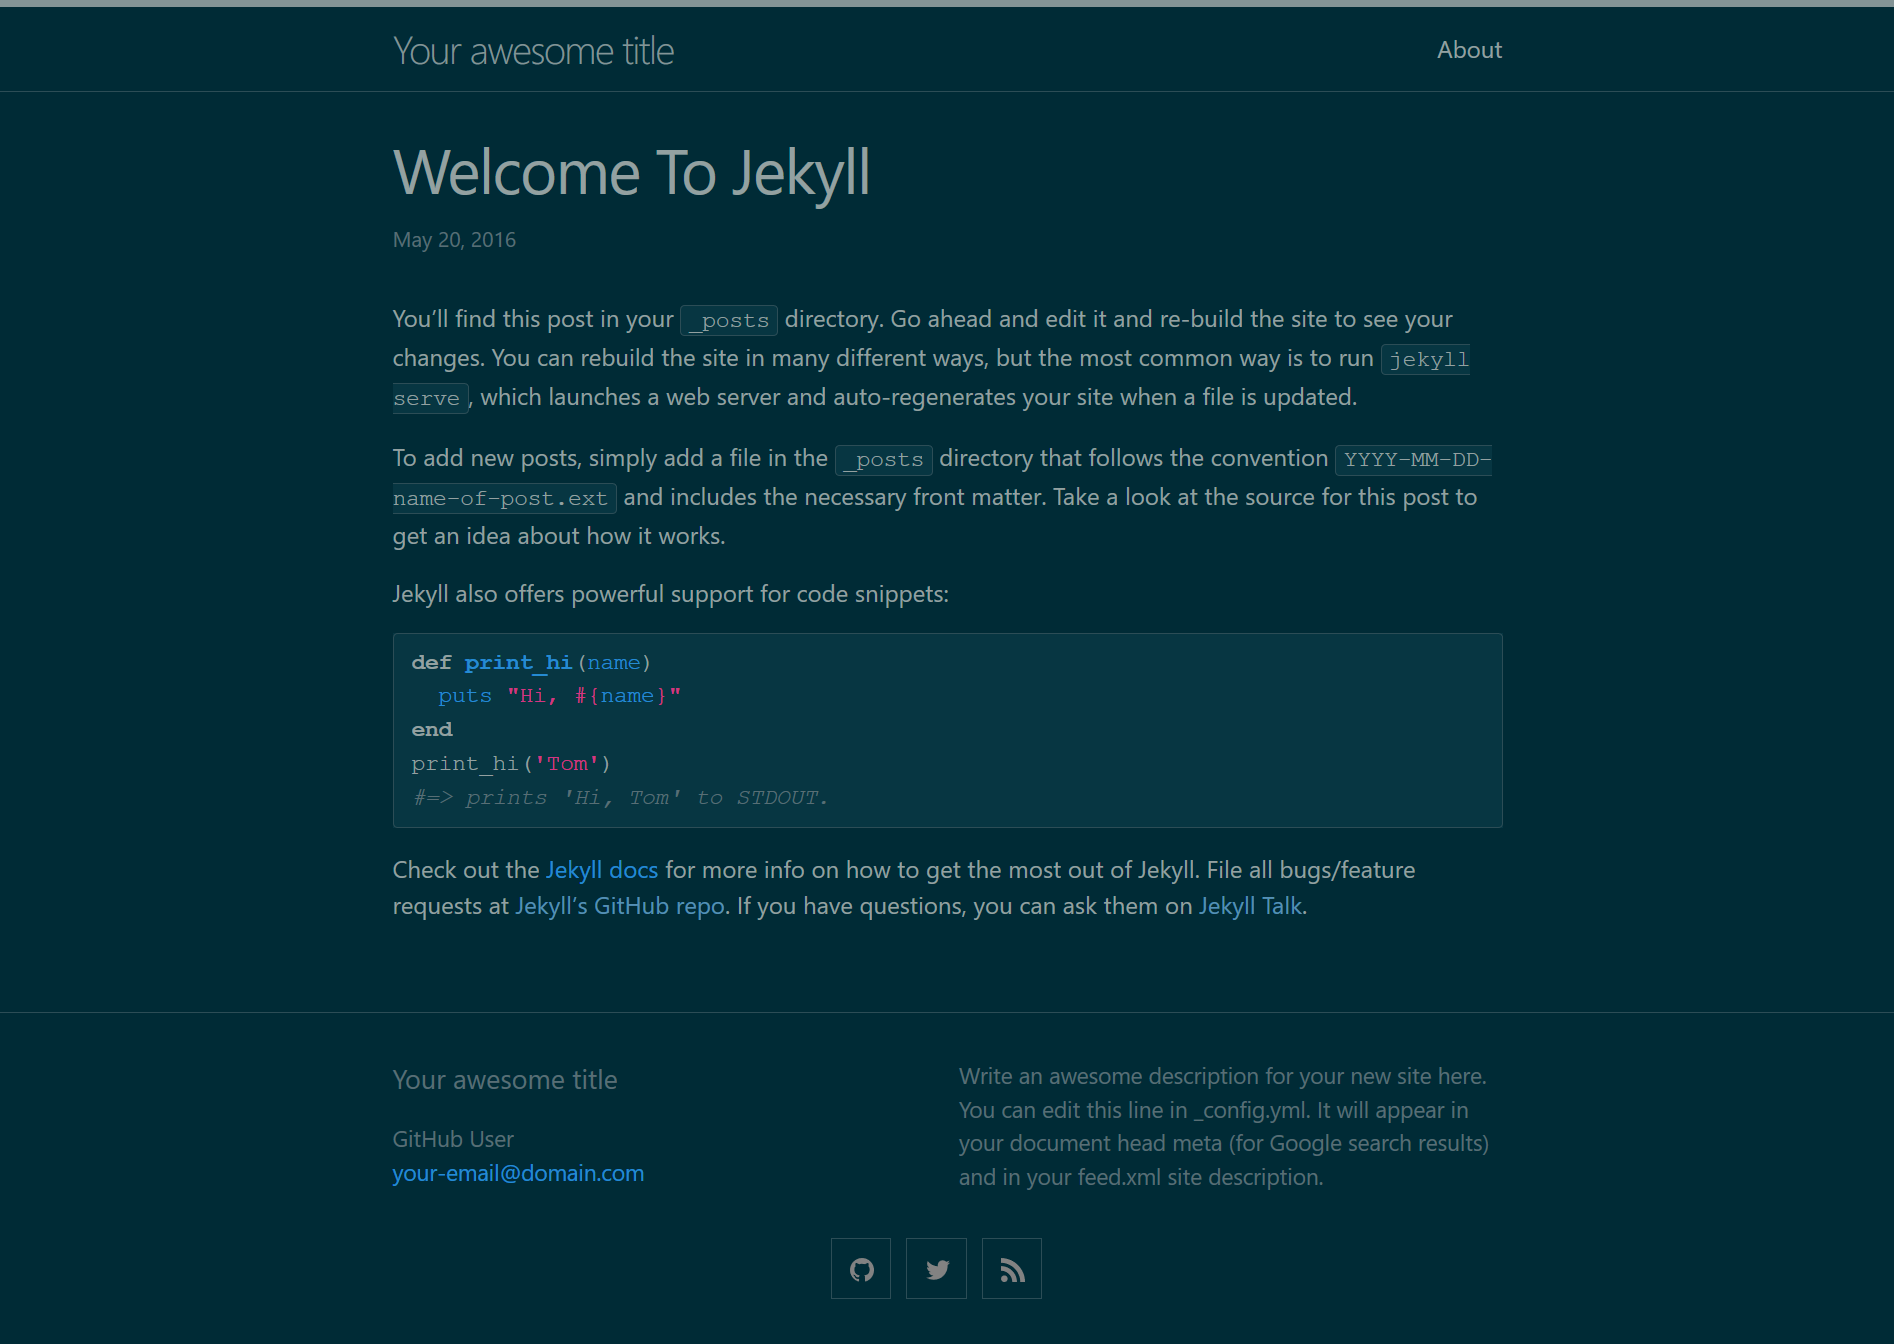 Your awesome title
About
Welcome To Jekyll
May 20, 2016
You’ll find this post in your _posts directory. Go ahead and edit it and re-build the site to see your
changes. You can rebuild the site in many different ways, but the most common way is to run jekyll
serve, which launches a web server and auto-regenerates your site when a file is updated.
To add new posts, simply add a file in the _posts directory that follows the convention YYYY-MM-DD-
name-of-post.ext and includes the necessary front matter. Take a look at the source for this post to
get an idea about how it works.
Jekyll also offers powerful support for code snippets:
def print_hi(name)
  puts "Hi, #{name}"
end
print_hi('Tom')
#=> prints 'Hi, Tom' to STDOUT.
Check out the Jekyll docs for more info on how to get the most out of Jekyll. File all bugs/feature
requests at Jekyll’s GitHub repo. If you have questions, you can ask them on Jekyll Talk.
Your awesome title
GitHub User
your-email@domain.com
Write an awesome description for your new site here.
You can edit this line in _config.yml. It will appear in
your document head meta (for Google search results)
and in your feed.xml site description.